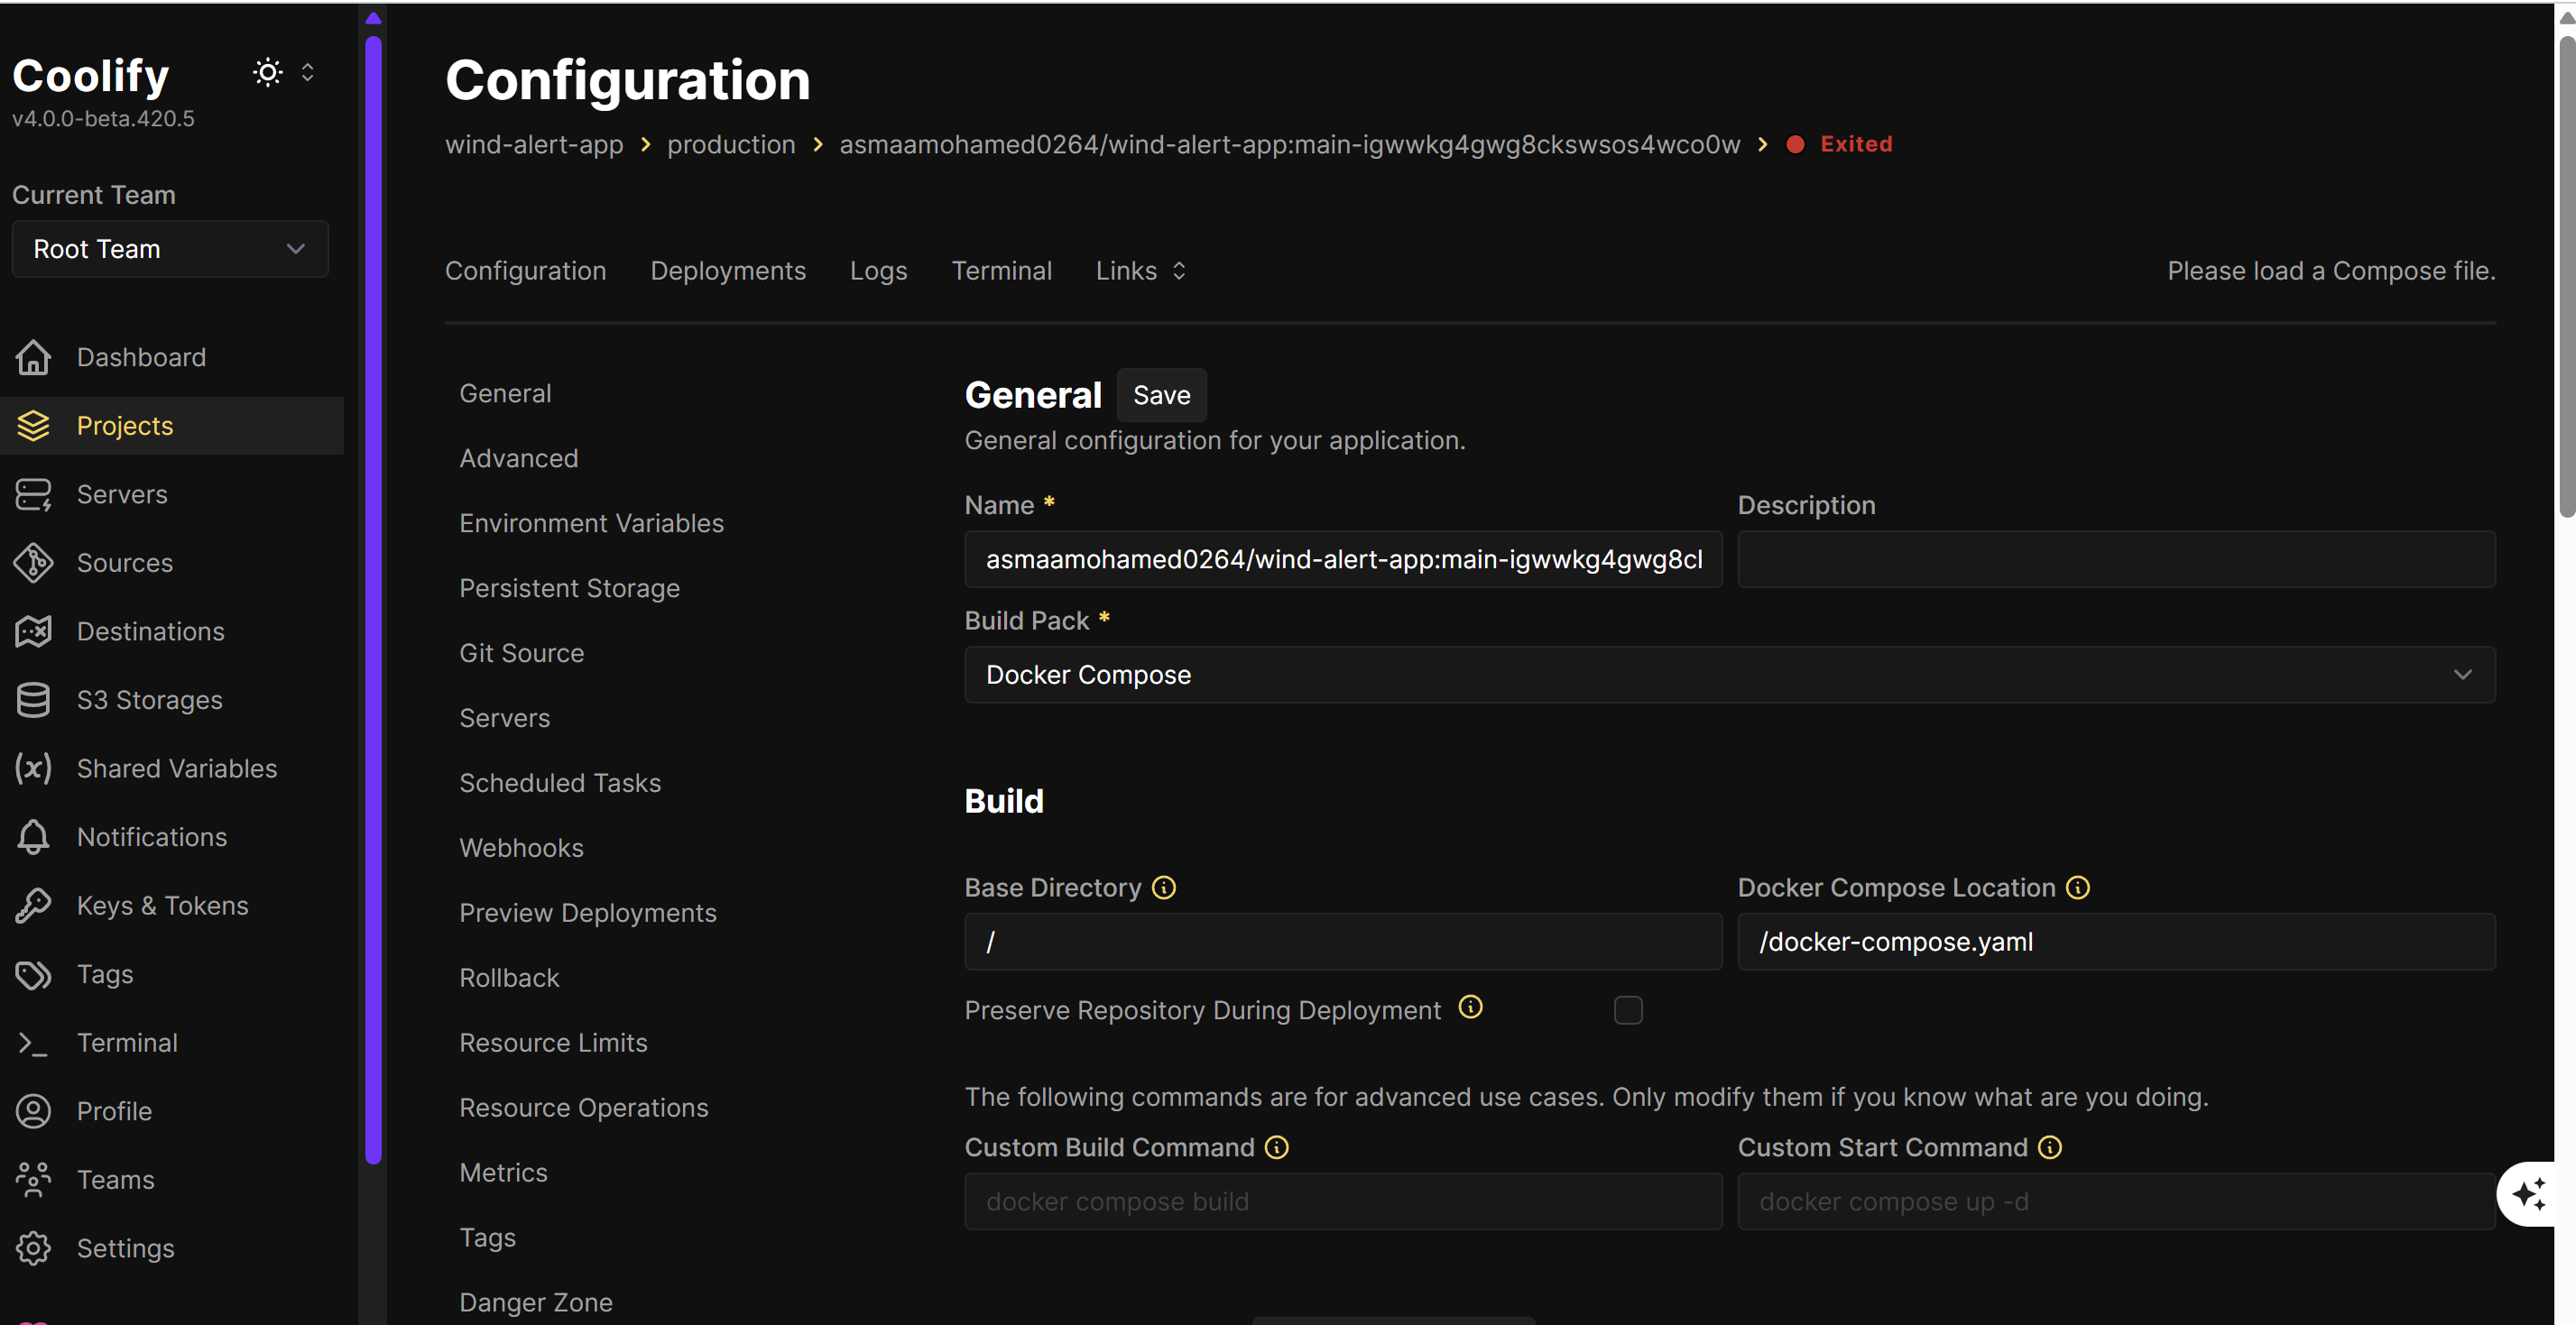 Coolify
v4.0.0-beta.420.5
Current Team
Root Team
Dashboard
Projects
Servers
Sources
Destinations
S3 Storages
Shared Variables
Notifications
Keys & Tokens
Tags
Terminal
Profile
Teams
Settings
Configuration
wind-alert-app
production
asmaamohamed0264/wind-alert-app:main-igwwkg4gwg8ckswsos4wco0w
Exited
Configuration
Deployments
Logs
Terminal
Links
Please load a Compose file.
General
Advanced
Environment Variables
Persistent Storage
Git Source
Servers
Scheduled Tasks
Webhooks
Preview Deployments
Rollback
Resource Limits
Resource Operations
Metrics
Tags
Danger Zone
General
Save
General configuration for your application.
Name *
asmaamohamed0264/wind-alert-app:main-igwwkg4gwg8cl
Description
Build Pack *
Docker Compose
Build
Base Directory
/
Docker Compose Location
/docker-compose.yaml
Preserve Repository During Deployment
The following commands are for advanced use cases. Only modify them if you know what are you doing.
Custom Build Command
docker compose build
Custom Start Command
docker compose up -d